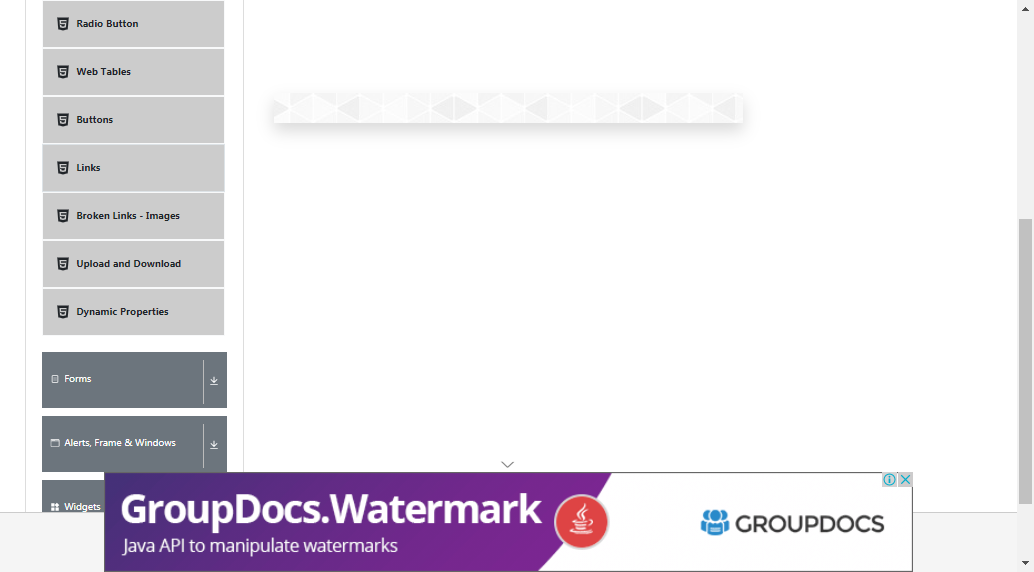 Radio Button
Web Tables
Buttons
Links
Broken Links - Images
Upload and Download
Dynamic Properties
Forms
Alerts, Frame & Windows
Widgets
GroupDocs.Watermark
Java API to manipulate watermarks
GROUPDOCS